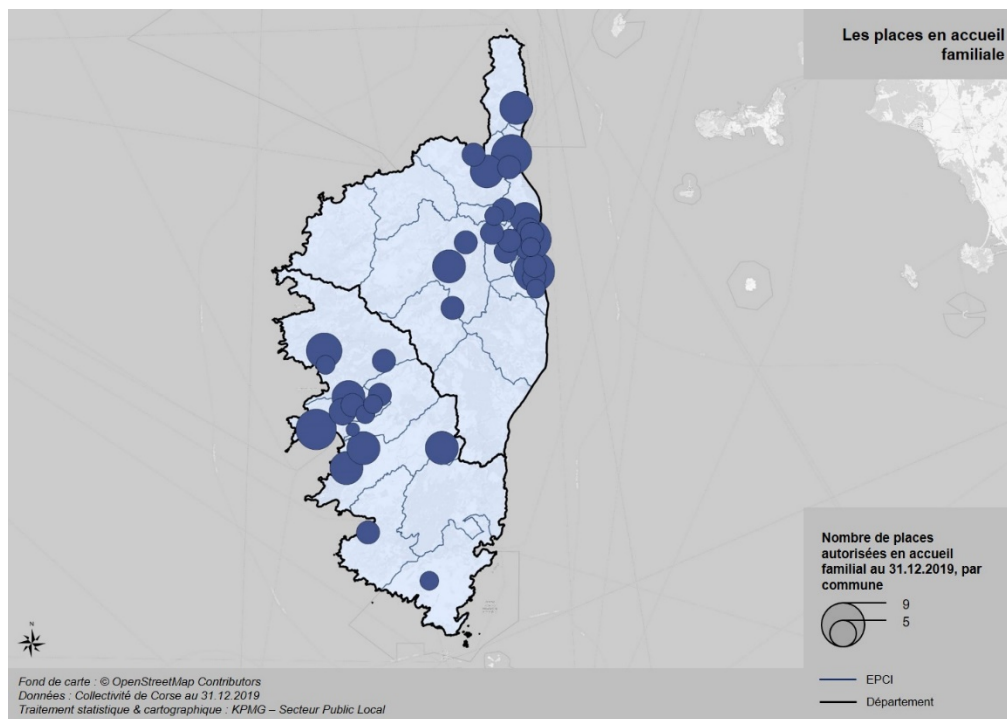 Les places en accueil
familiale
Nombre de places
autorisées en accueil
familial au 31.12.2019, par
commune
9
5
EPCI
Département
N
Fond de carte : © OpenStreetMap Contributors
Données : Collectivité de Corse au 31.12.2019
Traitement statistique & cartographique : KPMG – Secteur Public Local